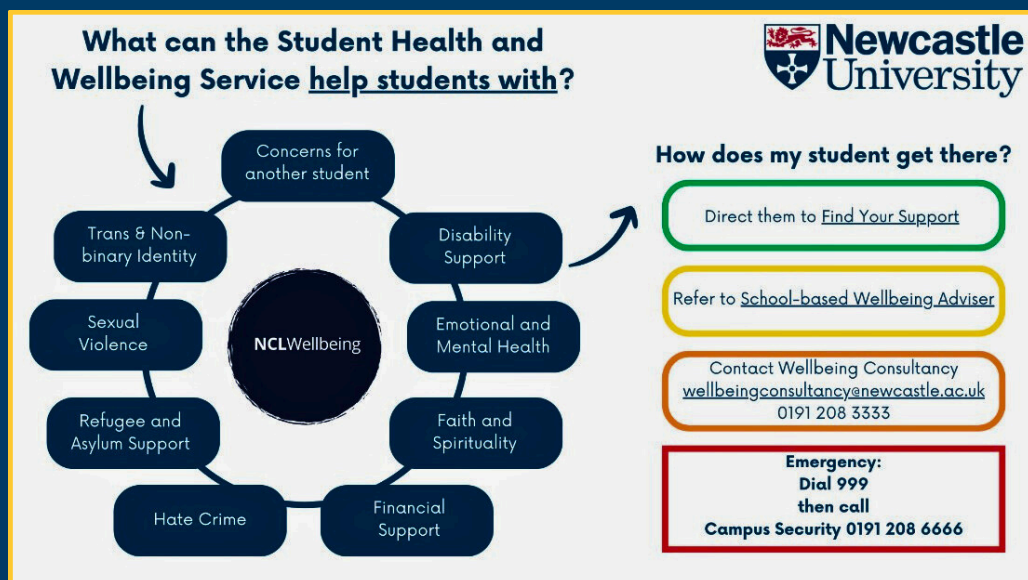 What can the Student Health and
Wellbeing Service help students with?
Newcastle
University
Concerns for
another student
Disability
Support
Emotional and
Mental Health
Faith and
Spirituality
Financial
Support
Hate Crime
Refugee and
Asylum Support
Sexual
Violence
Trans & Non-
binary Identity
NCLWellbeing
How does my student get there?
Direct them to Find Your Support
Refer to School-based Wellbeing Adviser
Contact Wellbeing Consultancy
wellbeingconsultancy@newcastle.ac.uk
0191 208 3333
Emergency:
Dial 999
then call
Campus Security 0191 208 6666